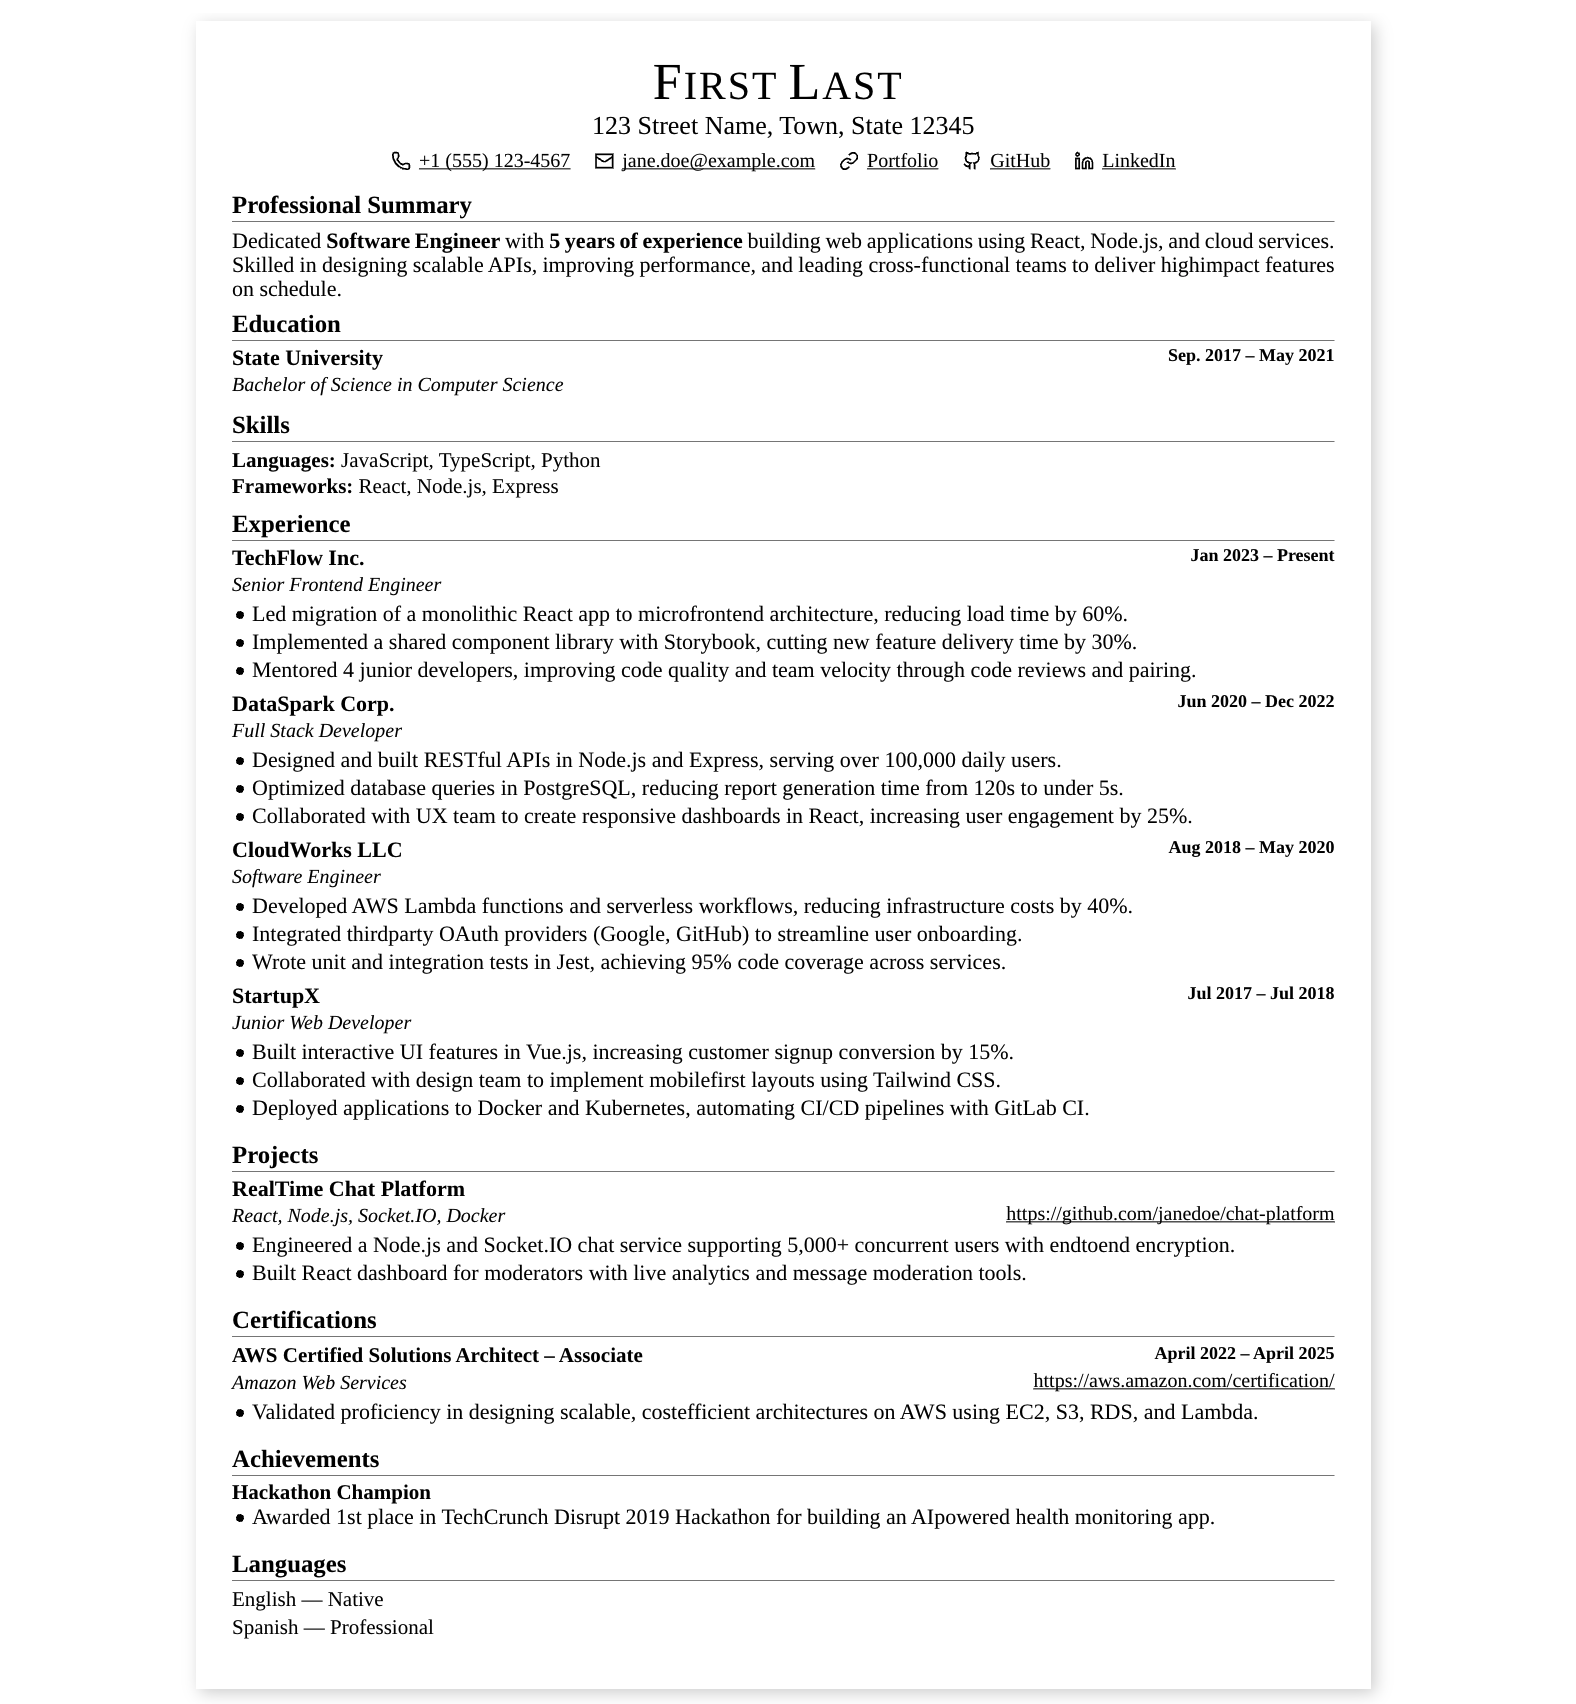 FIRST LAST
123 Street Name, Town, State 12345
+1 (555) 123-4567 jane.doe@example.com Portfolio GitHub LinkedIn
Professional Summary
Dedicated Software Engineer with 5 years of experience building web applications using React, Node.js, and cloud services.
Skilled in designing scalable APIs, improving performance, and leading cross-functional teams to deliver highimpact features
on schedule.
Education
State University Sep. 2017 – May 2021
Bachelor of Science in Computer Science
Skills
Languages: JavaScript, TypeScript, Python
Frameworks: React, Node.js, Express
Experience
TechFlow Inc. Jan 2023 – Present
Senior Frontend Engineer
• Led migration of a monolithic React app to microfrontend architecture, reducing load time by 60%.
• Implemented a shared component library with Storybook, cutting new feature delivery time by 30%.
• Mentored 4 junior developers, improving code quality and team velocity through code reviews and pairing.
DataSpark Corp. Jun 2020 – Dec 2022
Full Stack Developer
• Designed and built RESTful APIs in Node.js and Express, serving over 100,000 daily users.
• Optimized database queries in PostgreSQL, reducing report generation time from 120s to under 5s.
• Collaborated with UX team to create responsive dashboards in React, increasing user engagement by 25%.
CloudWorks LLC Aug 2018 – May 2020
Software Engineer
• Developed AWS Lambda functions and serverless workflows, reducing infrastructure costs by 40%.
• Integrated thirdparty OAuth providers (Google, GitHub) to streamline user onboarding.
• Wrote unit and integration tests in Jest, achieving 95% code coverage across services.
StartupX Jul 2017 – Jul 2018
Junior Web Developer
• Built interactive UI features in Vue.js, increasing customer signup conversion by 15%.
• Collaborated with design team to implement mobilefirst layouts using Tailwind CSS.
• Deployed applications to Docker and Kubernetes, automating CI/CD pipelines with GitLab CI.
Projects
RealTime Chat Platform
React, Node.js, Socket.IO, Docker https://github.com/janedoe/chat-platform
• Engineered a Node.js and Socket.IO chat service supporting 5,000+ concurrent users with endtoend encryption.
• Built React dashboard for moderators with live analytics and message moderation tools.
Certifications
AWS Certified Solutions Architect – Associate April 2022 – April 2025
Amazon Web Services https://aws.amazon.com/certification/
• Validated proficiency in designing scalable, costefficient architectures on AWS using EC2, S3, RDS, and Lambda.
Achievements
Hackathon Champion
• Awarded 1st place in TechCrunch Disrupt 2019 Hackathon for building an AIpowered health monitoring app.
Languages
English — Native
Spanish — Professional